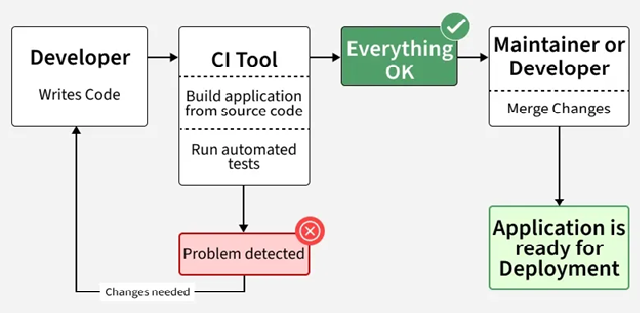 Developer
Writes Code
CI Tool
Build application
from source code
Run automated
tests
Everything
OK
Maintainer or
Developer
Merge Changes
Problem detected
Changes needed
Application is
ready for
Deployment